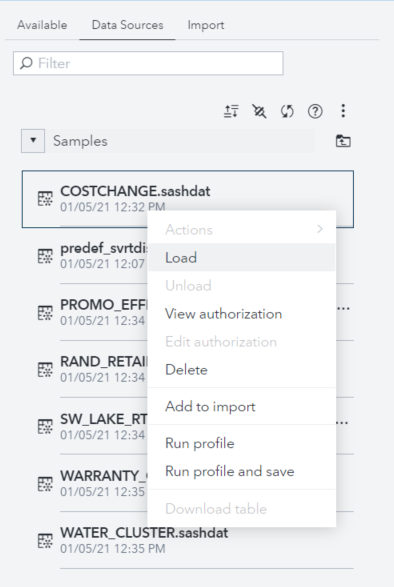 Available Data Sources Import
Filter
Samples
COSTCHANGE.sashdat
01/05/21 12:32 PM
Actions
predef_svrtdi
01/05/21 12:07
Load
Unload
PROMO_EFF
01/05/21 12:34
View authorization
Edit authorization
RAND_RETAI
01/05/21 12:34
Delete
Add to import
SW_LAKE_RT
01/05/21 12:34
Run profile
Run profile and save
WARRANTY_
01/05/21 12:35
Download table
WATER_CLUSTER.sashdat
01/05/21 12:35 PM